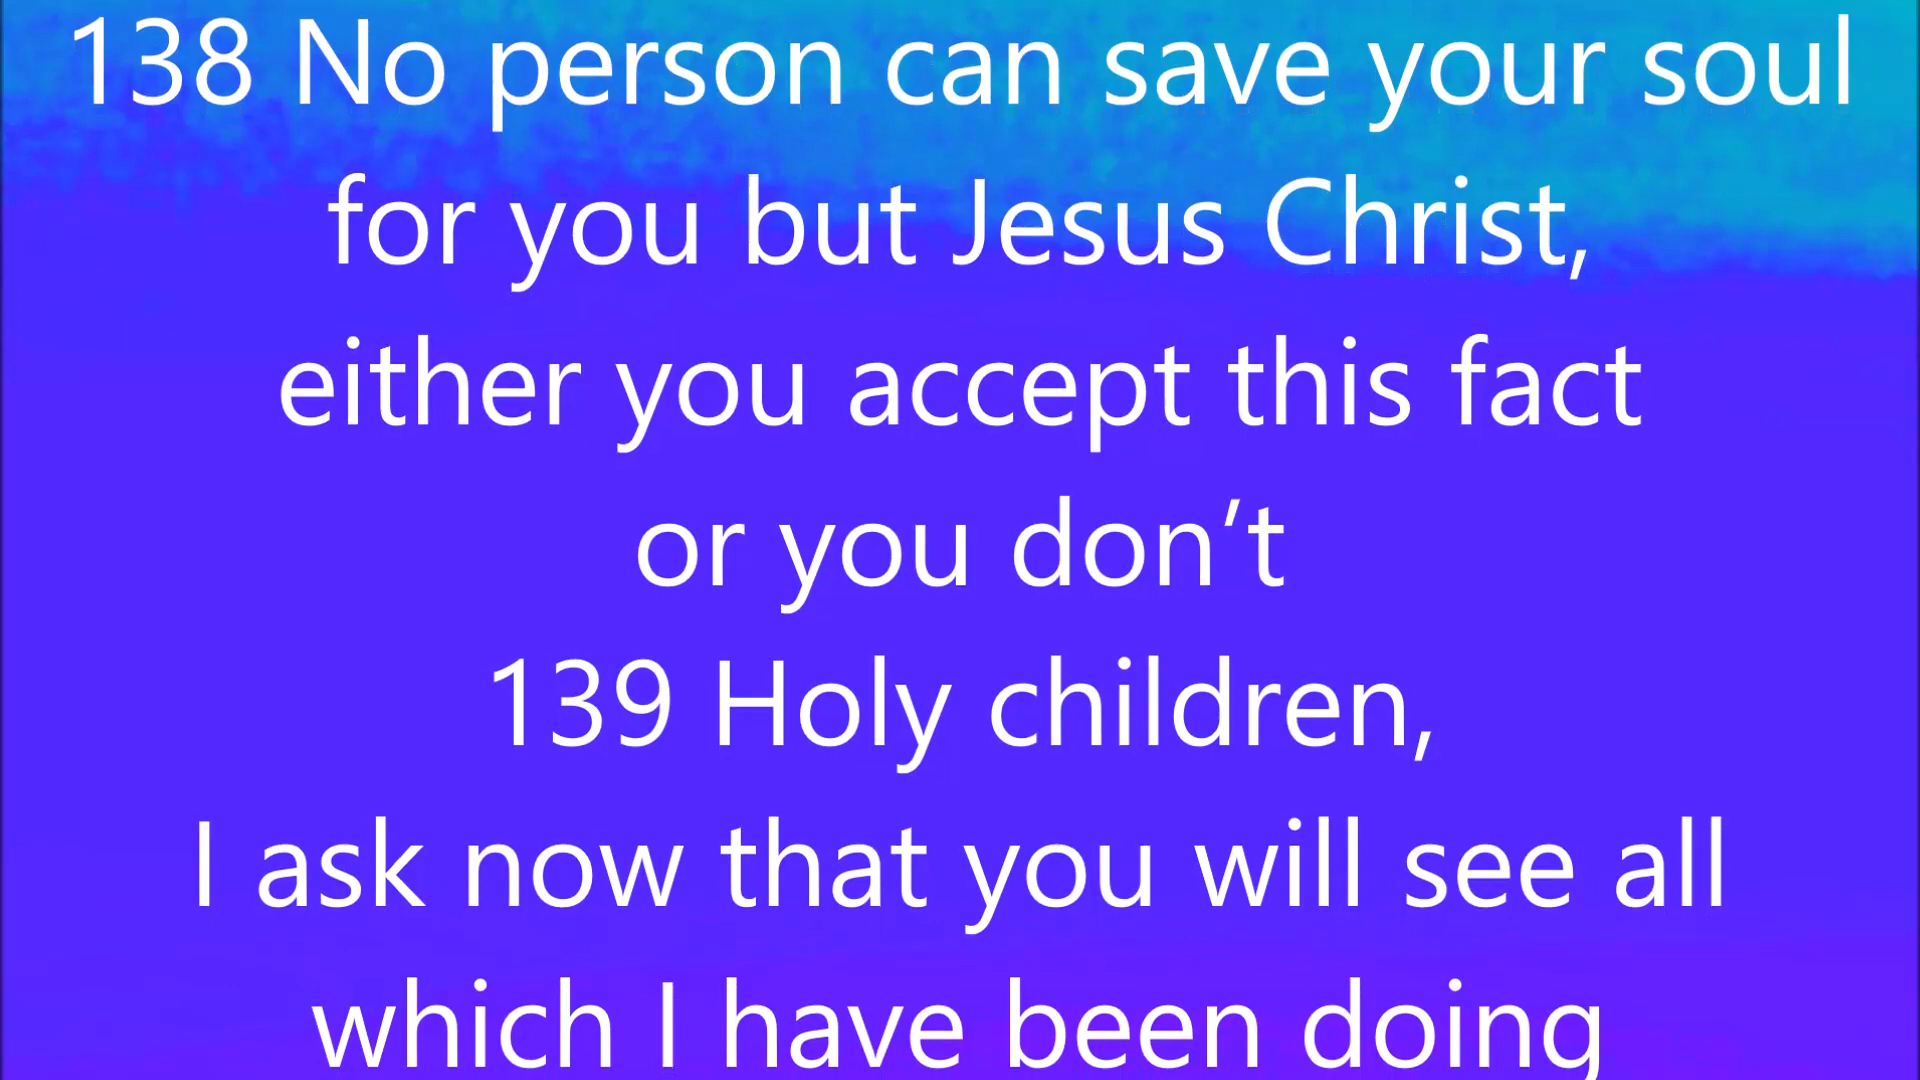 138 No person can save your soul
for you but Jesus Christ,
either you accept this fact
or you don’t
139 Holy children,
I ask now that you will see all
which I have been doing